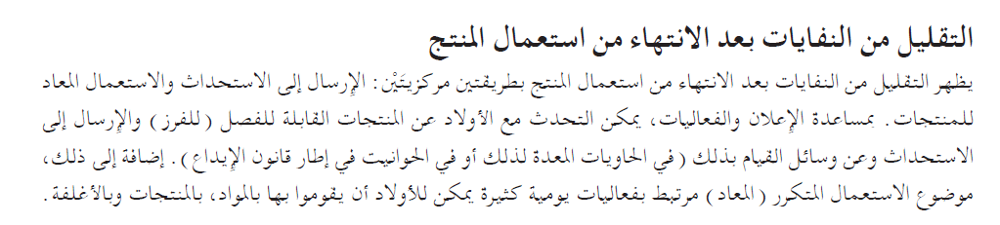 التقليل من النفايات بعد الانتهاء من استعمال المنتج
يظهر التقليل من النفايات بعد الانتهاء من استعمال المنتج بطريقتين مركزيتَيْن: الإرسال إلى الاستحداث والاستعمال المعاد
للمنتجات. بمساعدة الإعلان والفعاليات، يمكن التحدث مع الأولاد عن المنتجات القابلة للفصل (للفرز) والإرسال إلى
الاستحداث وعن وسائل القيام بذلك (في الحاويات المعدة لذلك أو في الحوانيت في إطار قانون الإيداع). إضافة إلى ذلك،
موضوع الاستعمال المتكرر (المعاد) مرتبط بفعاليات يومية كثيرة يمكن للأولاد أن يقوموا بها بالمواد، بالمنتجات وبالأغلفة.